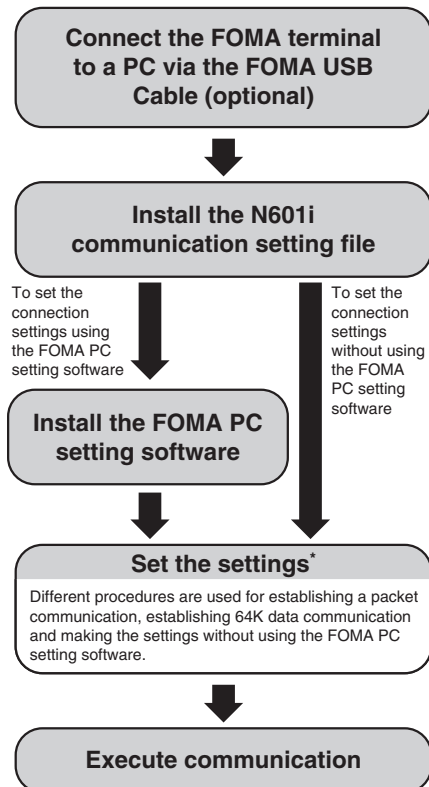 Connect the FOMA terminal
to a PC via the FOMA USB
Cable (optional)
Install the N601i
communication setting file
To set the
connection
settings using
the FOMA PC
setting software
To set the
connection
settings
without using
the FOMA
PC setting
software
Install the FOMA PC
setting software
Set the settings*
Different procedures are used for establishing a packet
communication, establishing 64K data communication
and making the settings without using the FOMA PC
setting software.
Execute communication